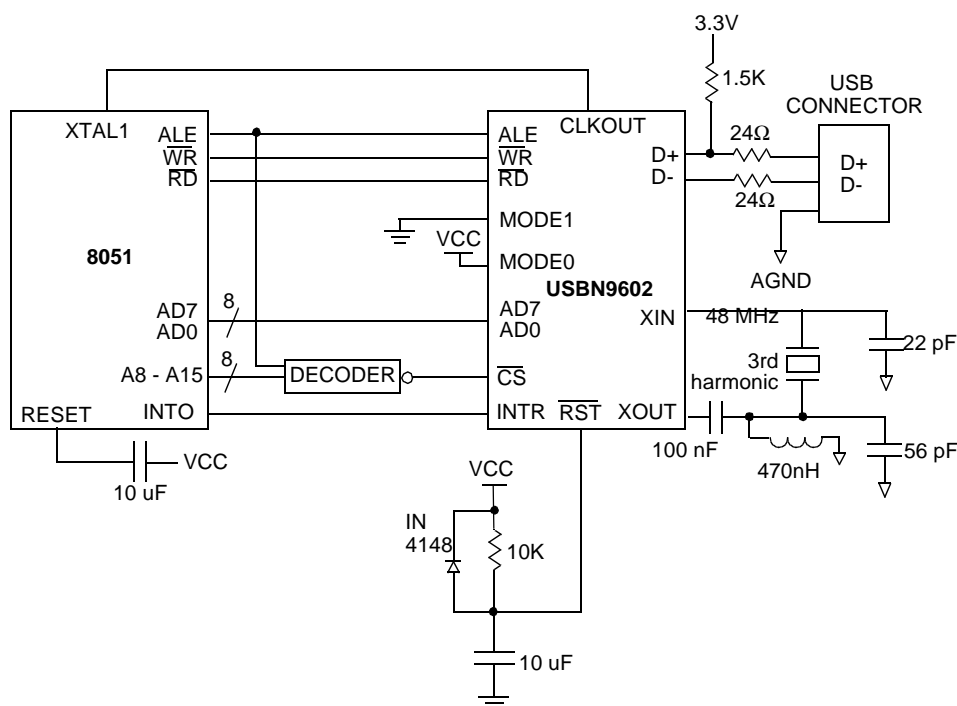 3.3V
1.5K
USB
CONNECTOR
XTAL1
CLKOUT
ALE
WR
RD
ALE
WR
RD
D+
D-
24Ω
24Ω
D+
D-
MODE1
VCC
MODE0
8051
USBN9602
AGND
AD7
AD0
8
AD7
AD0
XIN
48 MHz
3rd
harmonic
22 pF
A8 - A15
8
DECODER
CS
RESET
INTO
INTR
RST
XOUT
100 nF
470nH
56 pF
VCC
10 uF
VCC
IN
4148
10K
10 uF